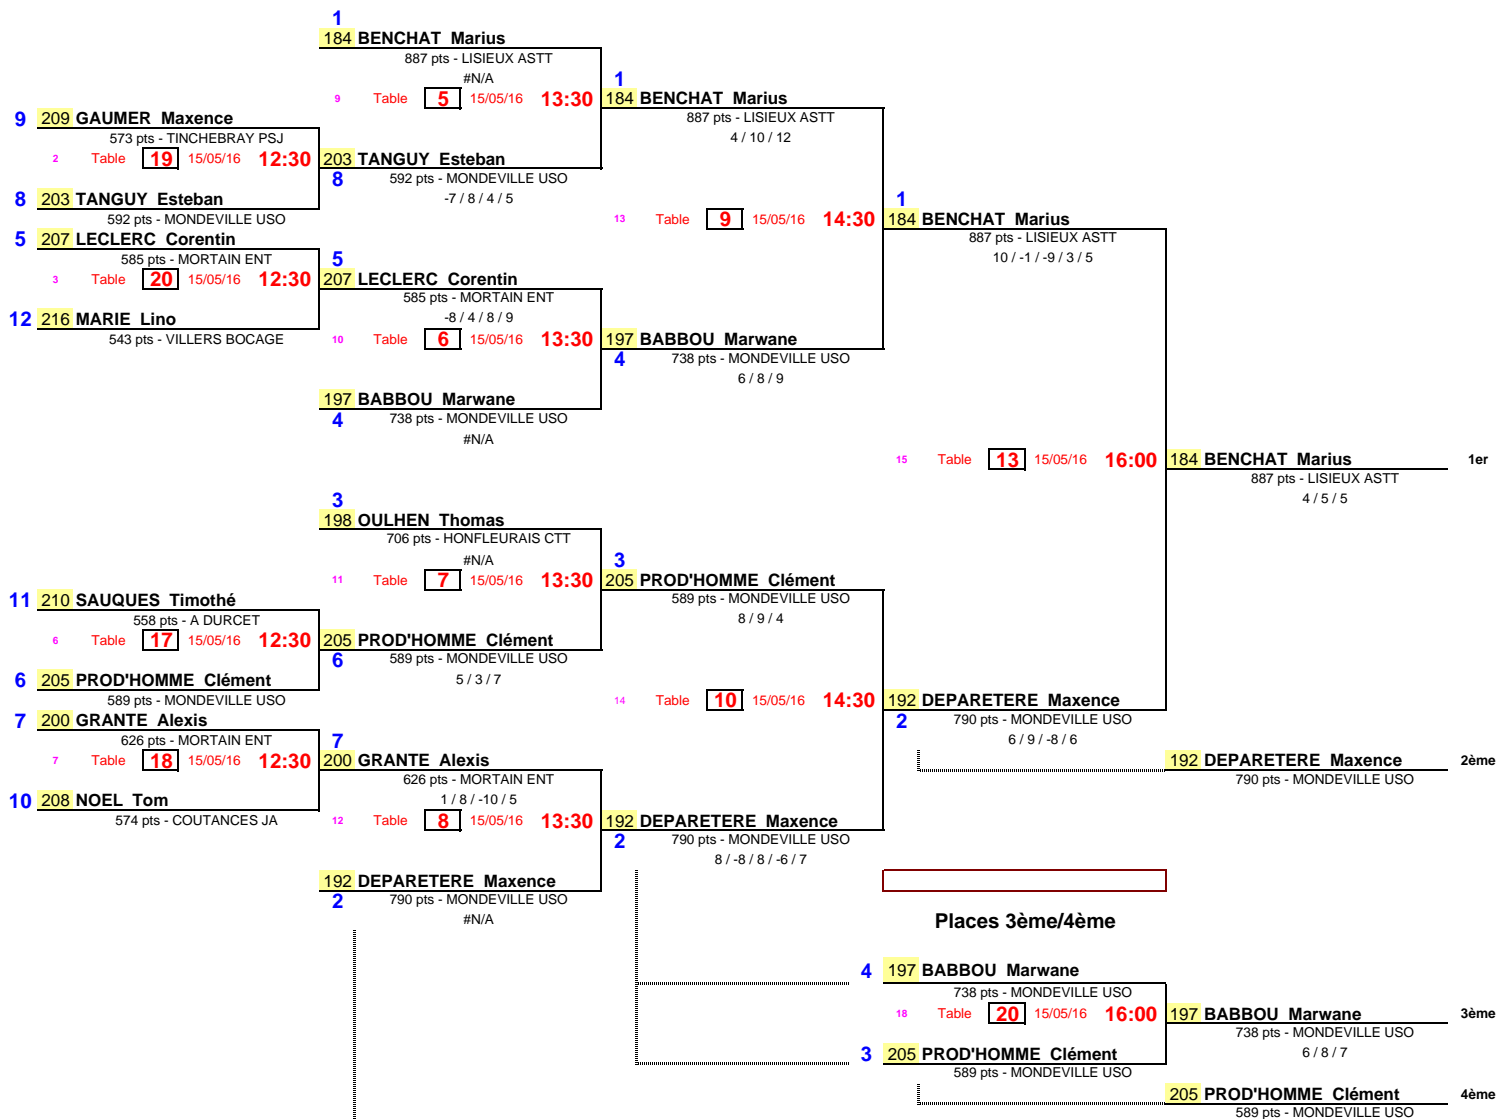 1
184 BENCHAT Marius
887 pts - LISIEUX ASTT
#N/A
9 Table 5 15/05/16 13:30
1
184 BENCHAT Marius
887 pts - LISIEUX ASTT
4 / 10 / 12
9 209 GAUMER Maxence
573 pts - TINCHEBRAY PSJ
2 Table 19 15/05/16 12:30
203 TANGUY Esteban
8 592 pts - MONDEVILLE USO
-7 / 8 / 4 / 5
8 203 TANGUY Esteban
592 pts - MONDEVILLE USO
13 Table 9 15/05/16 14:30
1
184 BENCHAT Marius
887 pts - LISIEUX ASTT
10 / -1 / -9 / 3 / 5
5 207 LECLERC Corentin
585 pts - MORTAIN ENT
3 Table 20 15/05/16 12:30
5
207 LECLERC Corentin
585 pts - MORTAIN ENT
-8 / 4 / 8 / 9
12 216 MARIE Lino
543 pts - VILLERS BOCAGE
10 Table 6 15/05/16 13:30
197 BABBOU Marwane
4 738 pts - MONDEVILLE USO
6 / 8 / 9
197 BABBOU Marwane
4 738 pts - MONDEVILLE USO
#N/A
15 Table 13 15/05/16 16:00
184 BENCHAT Marius 1er
887 pts - LISIEUX ASTT
4 / 5 / 5
3
198 OULHEN Thomas
706 pts - HONFLEURAIS CTT
#N/A
11 Table 7 15/05/16 13:30
3
205 PROD'HOMME Clément
589 pts - MONDEVILLE USO
8 / 9 / 4
11 210 SAUQUES Timothé
558 pts - A DURCET
6 Table 17 15/05/16 12:30
205 PROD'HOMME Clément
6 589 pts - MONDEVILLE USO
5 / 3 / 7
6 205 PROD'HOMME Clément
589 pts - MONDEVILLE USO
14 Table 10 15/05/16 14:30
192 DEPARETERE Maxence
2 790 pts - MONDEVILLE USO
6 / 9 / -8 / 6
7 200 GRANTE Alexis
626 pts - MORTAIN ENT
7 Table 18 15/05/16 12:30
7
200 GRANTE Alexis
626 pts - MORTAIN ENT
1 / 8 / -10 / 5
192 DEPARETERE Maxence 2ème
790 pts - MONDEVILLE USO
10 208 NOEL Tom
574 pts - COUTANCES JA
12 Table 8 15/05/16 13:30
192 DEPARETERE Maxence
2 790 pts - MONDEVILLE USO
8 / -8 / 8 / -6 / 7
192 DEPARETERE Maxence
2 790 pts - MONDEVILLE USO
#N/A
Places 3ème/4ème
4 197 BABBOU Marwane
738 pts - MONDEVILLE USO
18 Table 20 15/05/16 16:00
197 BABBOU Marwane 3ème
738 pts - MONDEVILLE USO
6 / 8 / 7
3 205 PROD'HOMME Clément
589 pts - MONDEVILLE USO
205 PROD'HOMME Clément 4ème
589 pts - MONDEVILLE USO